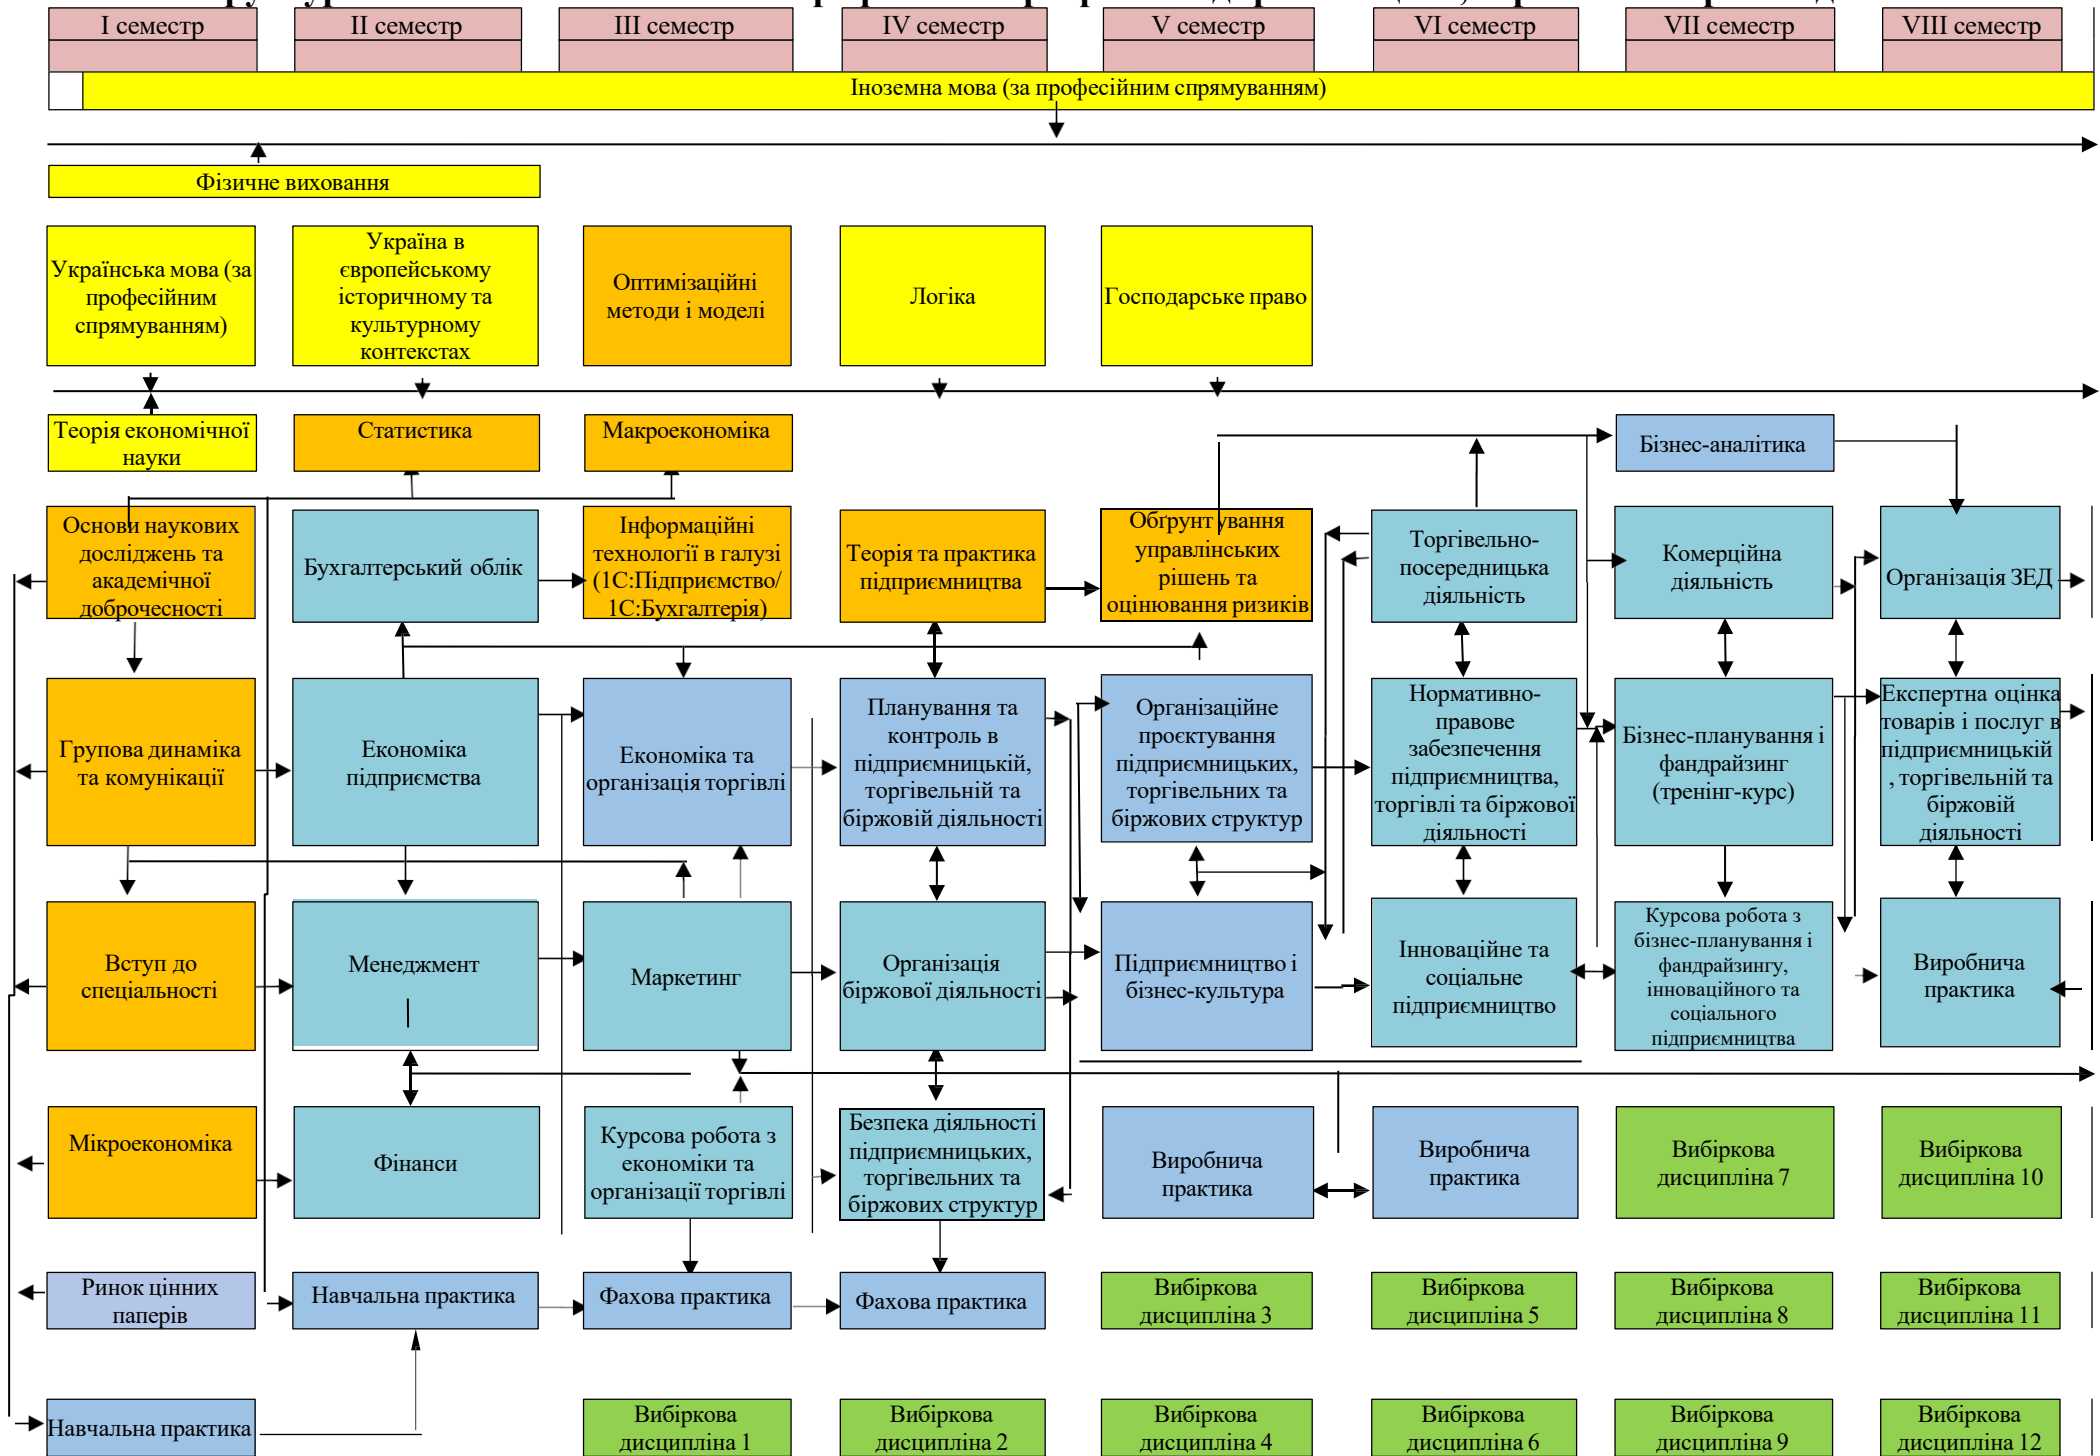 I семестр
II семестр
III семестр
IV семестр
V семестр
VI семестр
VII семестр
VIII семестр
Іноземна мова (за професійним спрямуванням)
Фізичне виховання
Українська мова (за
професійним
спрямуванням)
Україна в
європейському
історичному та
культурному
контекстах
Оптимізаційні
методи і моделі
Логіка
Господарське право
Теорія економічної
науки
Статистика
Макроекономіка
Бізнес-аналітика
Основи наукових
досліджень та
академічної
доброчесності
Бухгалтерський облік
Інформаційні
технології в галузі
(1С:Підприємство/
1С:Бухгалтерія)
Теорія та практика
підприємництва
Обґрунтування
управлінських
рішень та
оцінювання ризиків
Торгівельно-
посередницька
діяльність
Комерційна
діяльність
Організація ЗЕД
Групова динаміка
та комунікації
Економіка
підприємства
Економіка та
організація торгівлі
Планування та
контроль в
підприємницькій,
торгівельній та
біржовій діяльності
Організаційне
проєктування
підприємницьких,
торгівельних та
біржових структур
Нормативно-
правове
забезпечення
підприємництва,
торгівлі та біржової
діяльності
Бізнес-планування і
фандрайзинг
(тренінг-курс)
Експертна оцінка
товарів і послуг в
підприємницькій
, торгівельній та
біржовій
діяльності
Вступ до
спеціальності
Менеджмент
Маркетинг
Організація
біржової діяльності
Підприємництво і
бізнес-культура
Інноваційне та
соціальне
підприємництво
Курсова робота з
бізнес-планування і
фандрайзингу,
інноваційного та
соціального
підприємництва
Виробнича
практика
Мікроекономіка
Фінанси
Курсова робота з
економіки та
організації торгівлі
Безпека діяльності
підприємницьких,
торгівельних та
біржових структур
Виробнича
практика
Виробнича
практика
Вибіркова
дисципліна 7
Вибіркова
дисципліна 10
Ринок цінних
паперів
Навчальна практика
Фахова практика
Фахова практика
Вибіркова
дисципліна 3
Вибіркова
дисципліна 5
Вибіркова
дисципліна 8
Вибіркова
дисципліна 11
Навчальна практика
Вибіркова
дисципліна 1
Вибіркова
дисципліна 2
Вибіркова
дисципліна 4
Вибіркова
дисципліна 6
Вибіркова
дисципліна 9
Вибіркова
дисципліна 12